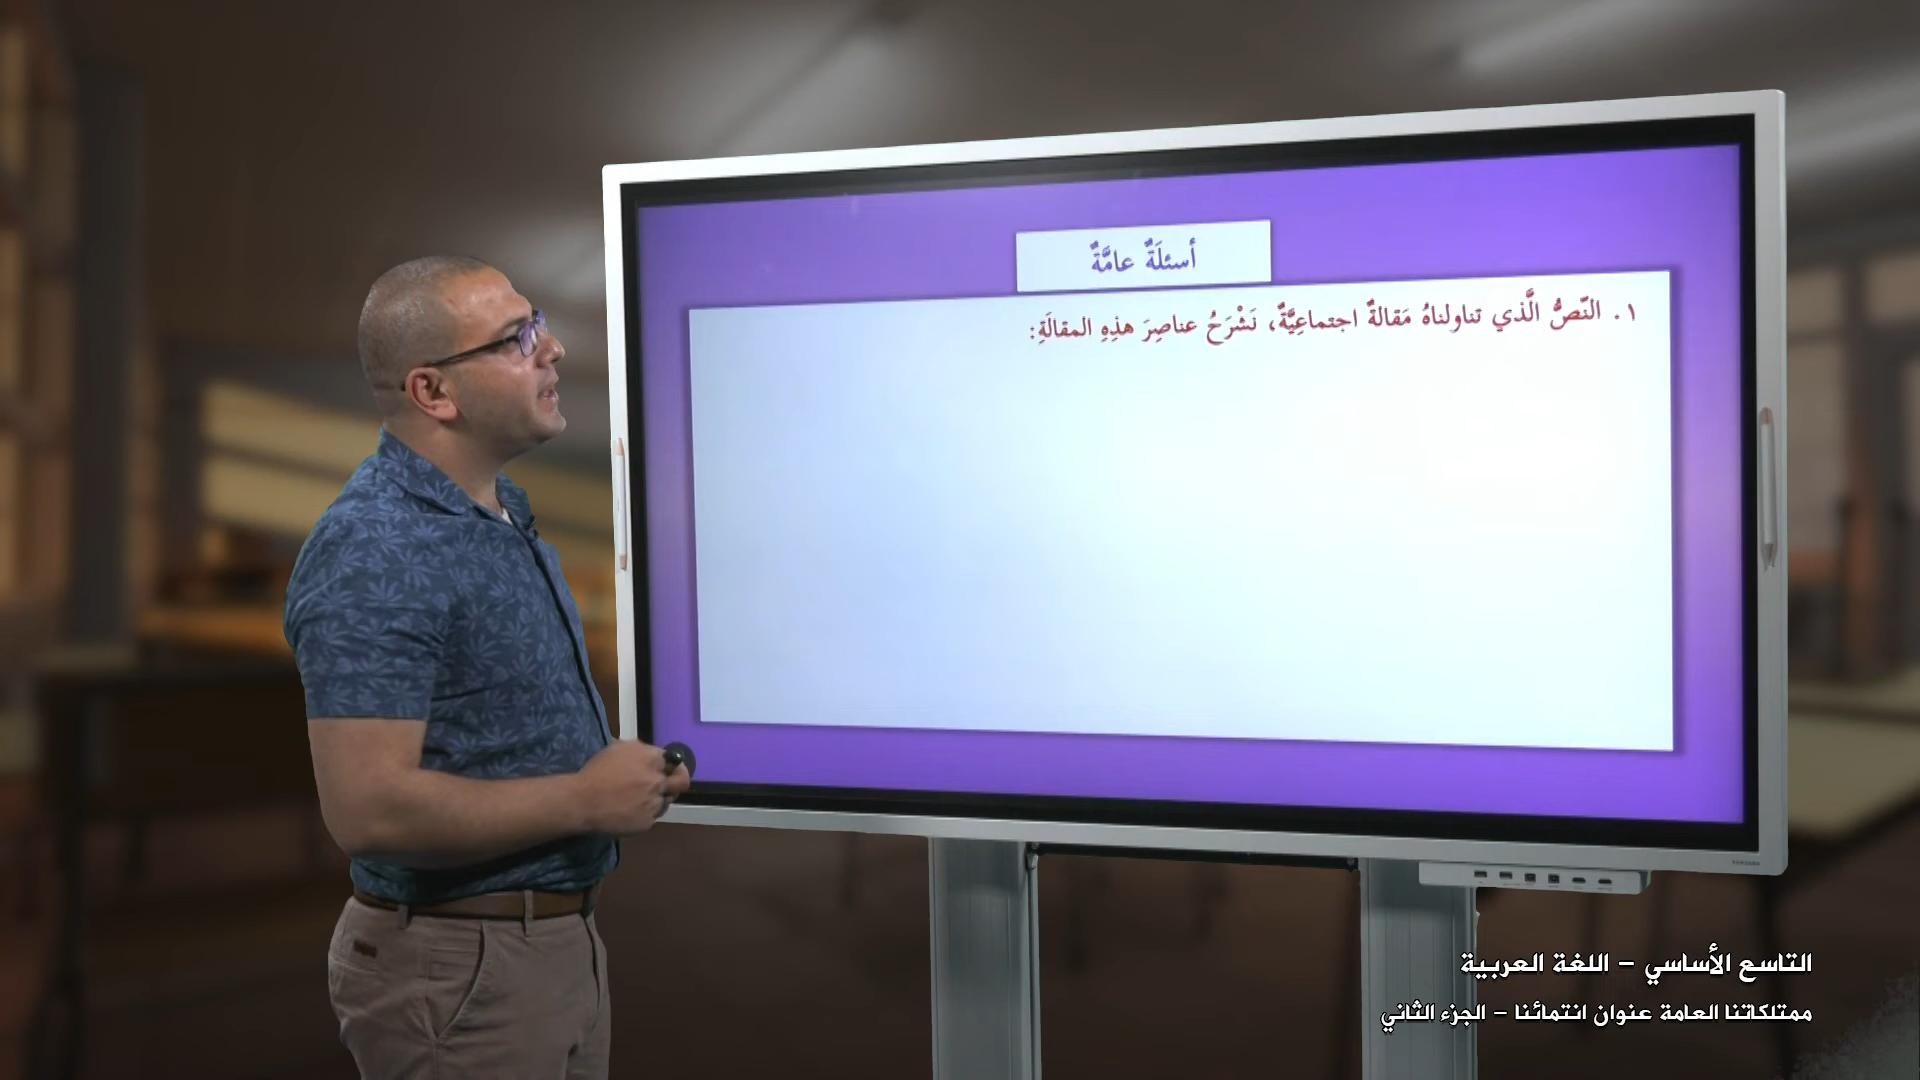 أسئلَةٌ عامَّةٌ
١. النّصُّ الَّذي تناولناهُ مَقالةٌ اجتماعِيَّةٌ، نَشْرَحُ عناصِرَ هذِهِ المقالَةِ:
التاسع الأساسي – اللغة العربية
ممتلكاتنا العامة عنوان انتمائنا – الجزء الثاني